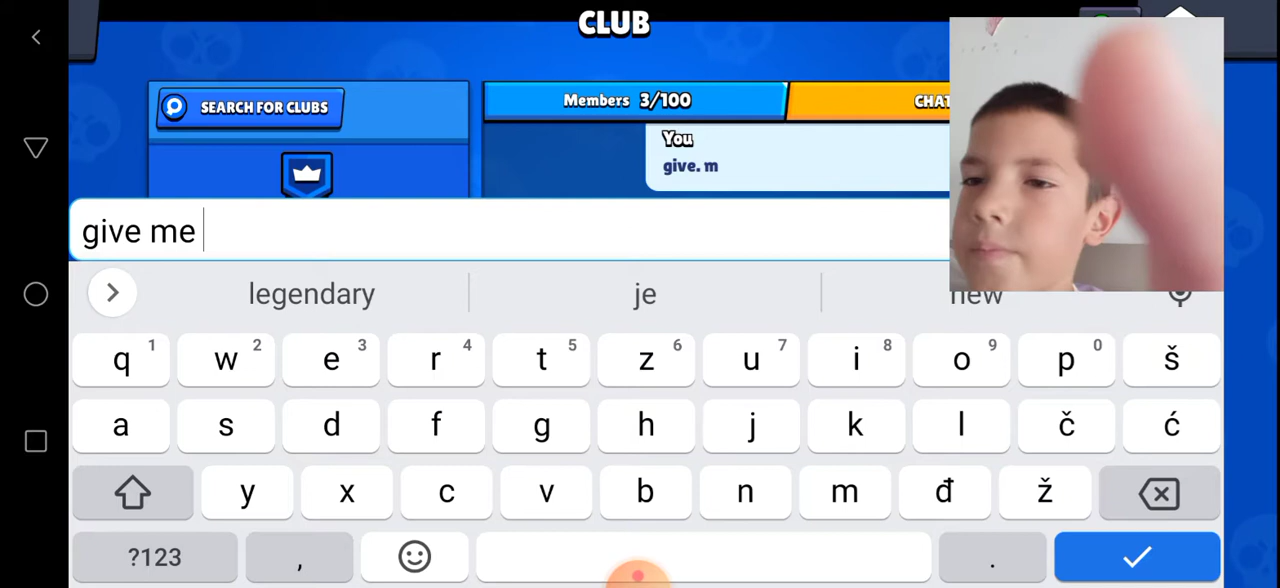 CLUB
SEARCH FOR CLUBS
Members 3/100
CHAT
You
give. m
give me
legendary
je
new
q 1 w 2 e 3 r 4 t 5 z 6 u 7 i 8 o 9 p 0 š
a s d f g h j k l č ć
y x c v b n m đ ž
?123 , .